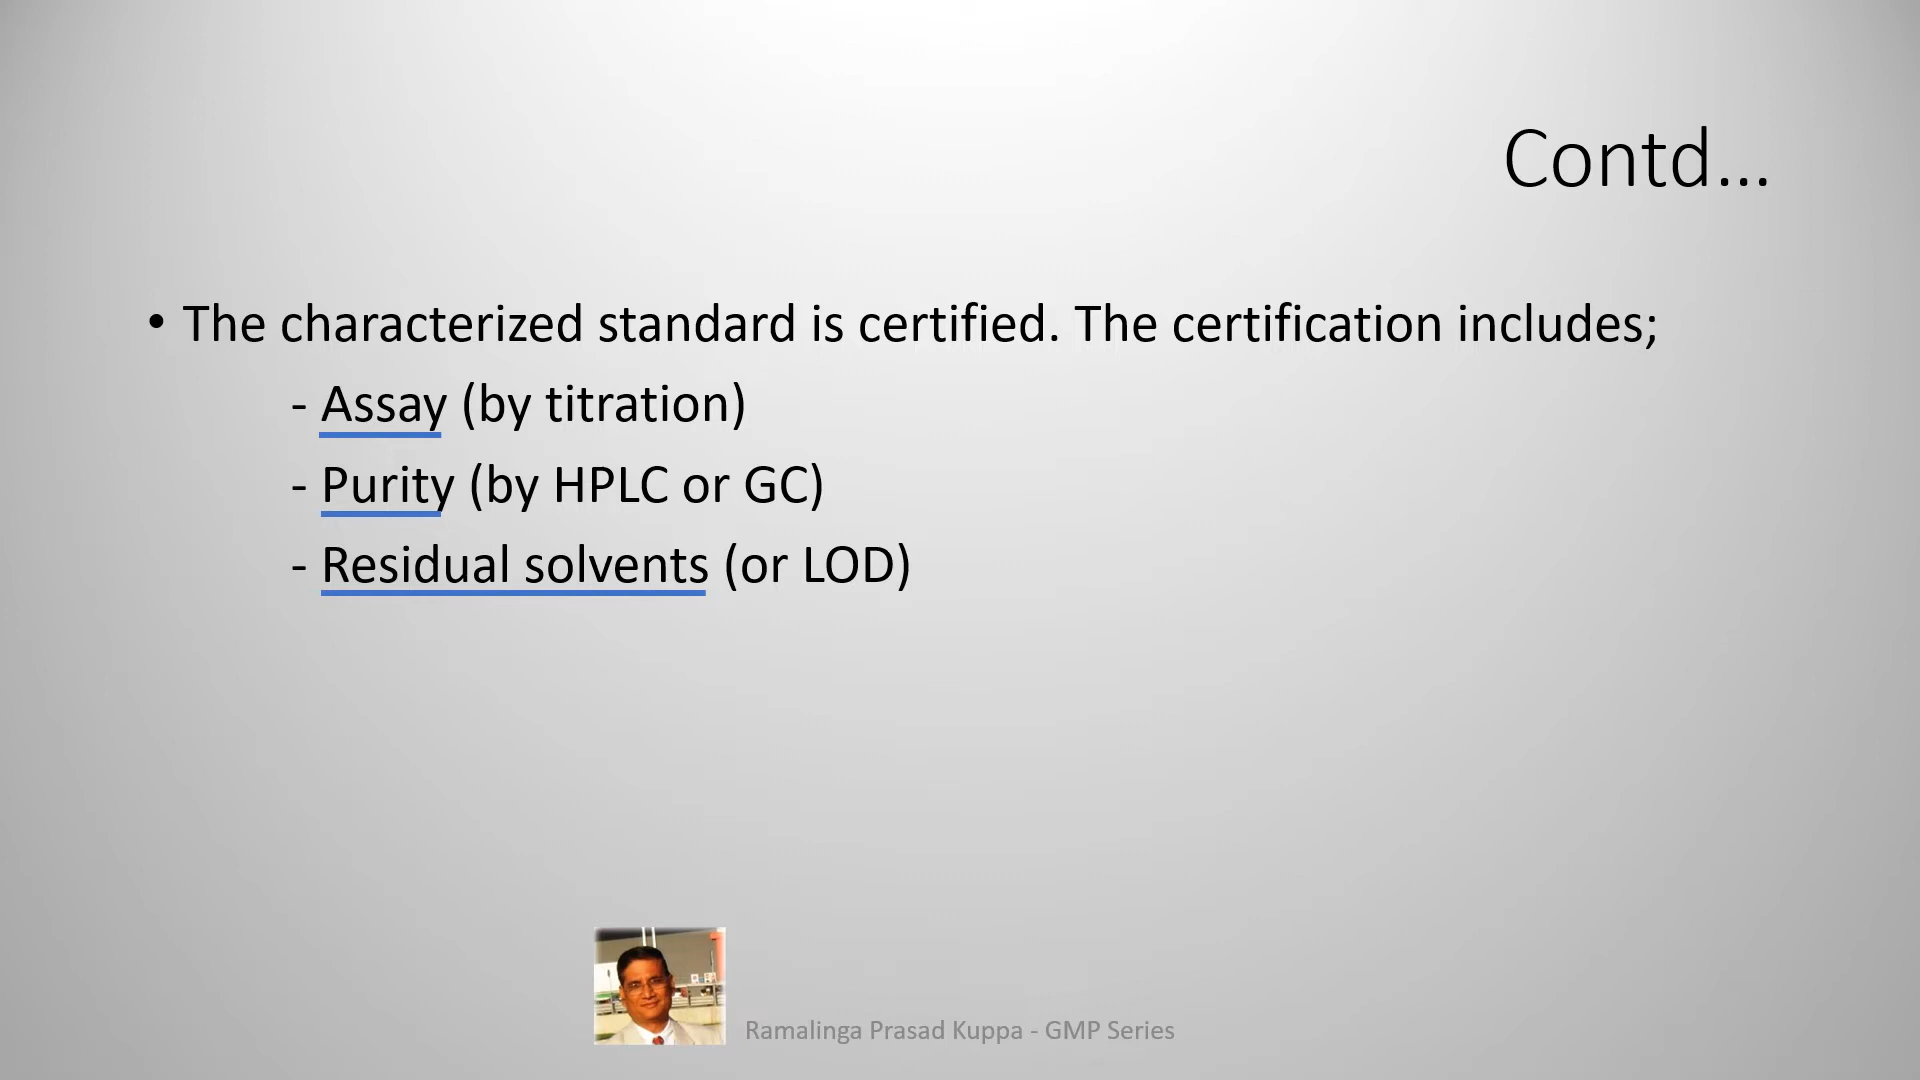 Contd...
• The characterized standard is certified. The certification includes;
- Assay (by titration)
- Purity (by HPLC or GC)
- Residual solvents (or LOD)
Ramalinga Prasad Kuppa - GMP Series